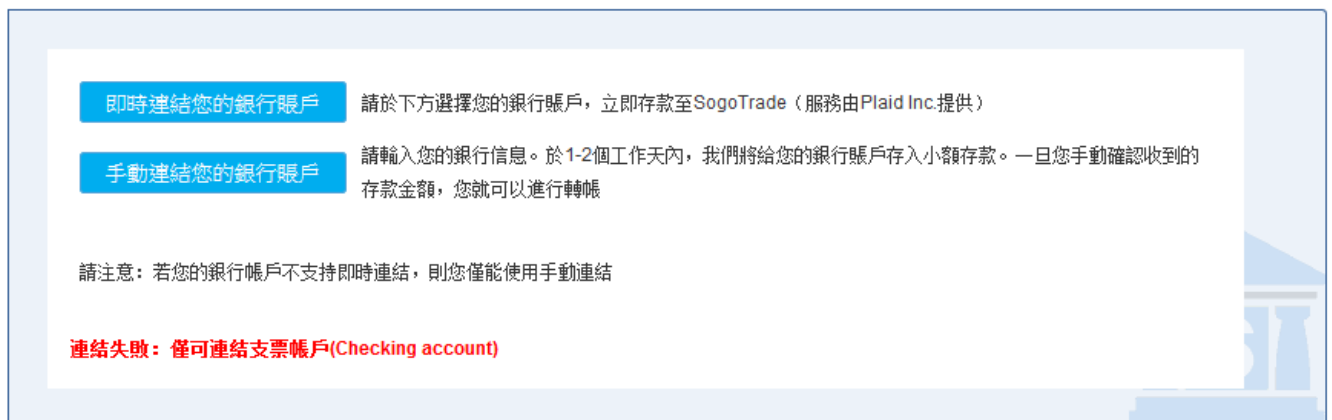 即時連結您的銀行賬戶
請於下方選擇您的銀行賬戶，立即存款至SogoTrade（服務由Plaid Inc.提供）
手動連結您的銀行賬戶
請輸入您的銀行信息。於1-2個工作天內，我們將給您的銀行賬戶存入小額存款。一旦您手動確認收到的
存款金額，您就可以進行轉帳
請注意：若您的銀行帳戶不支持即時連結，則您僅能使用手動連結
連結失敗：僅可連結支票帳戶(Checking account)